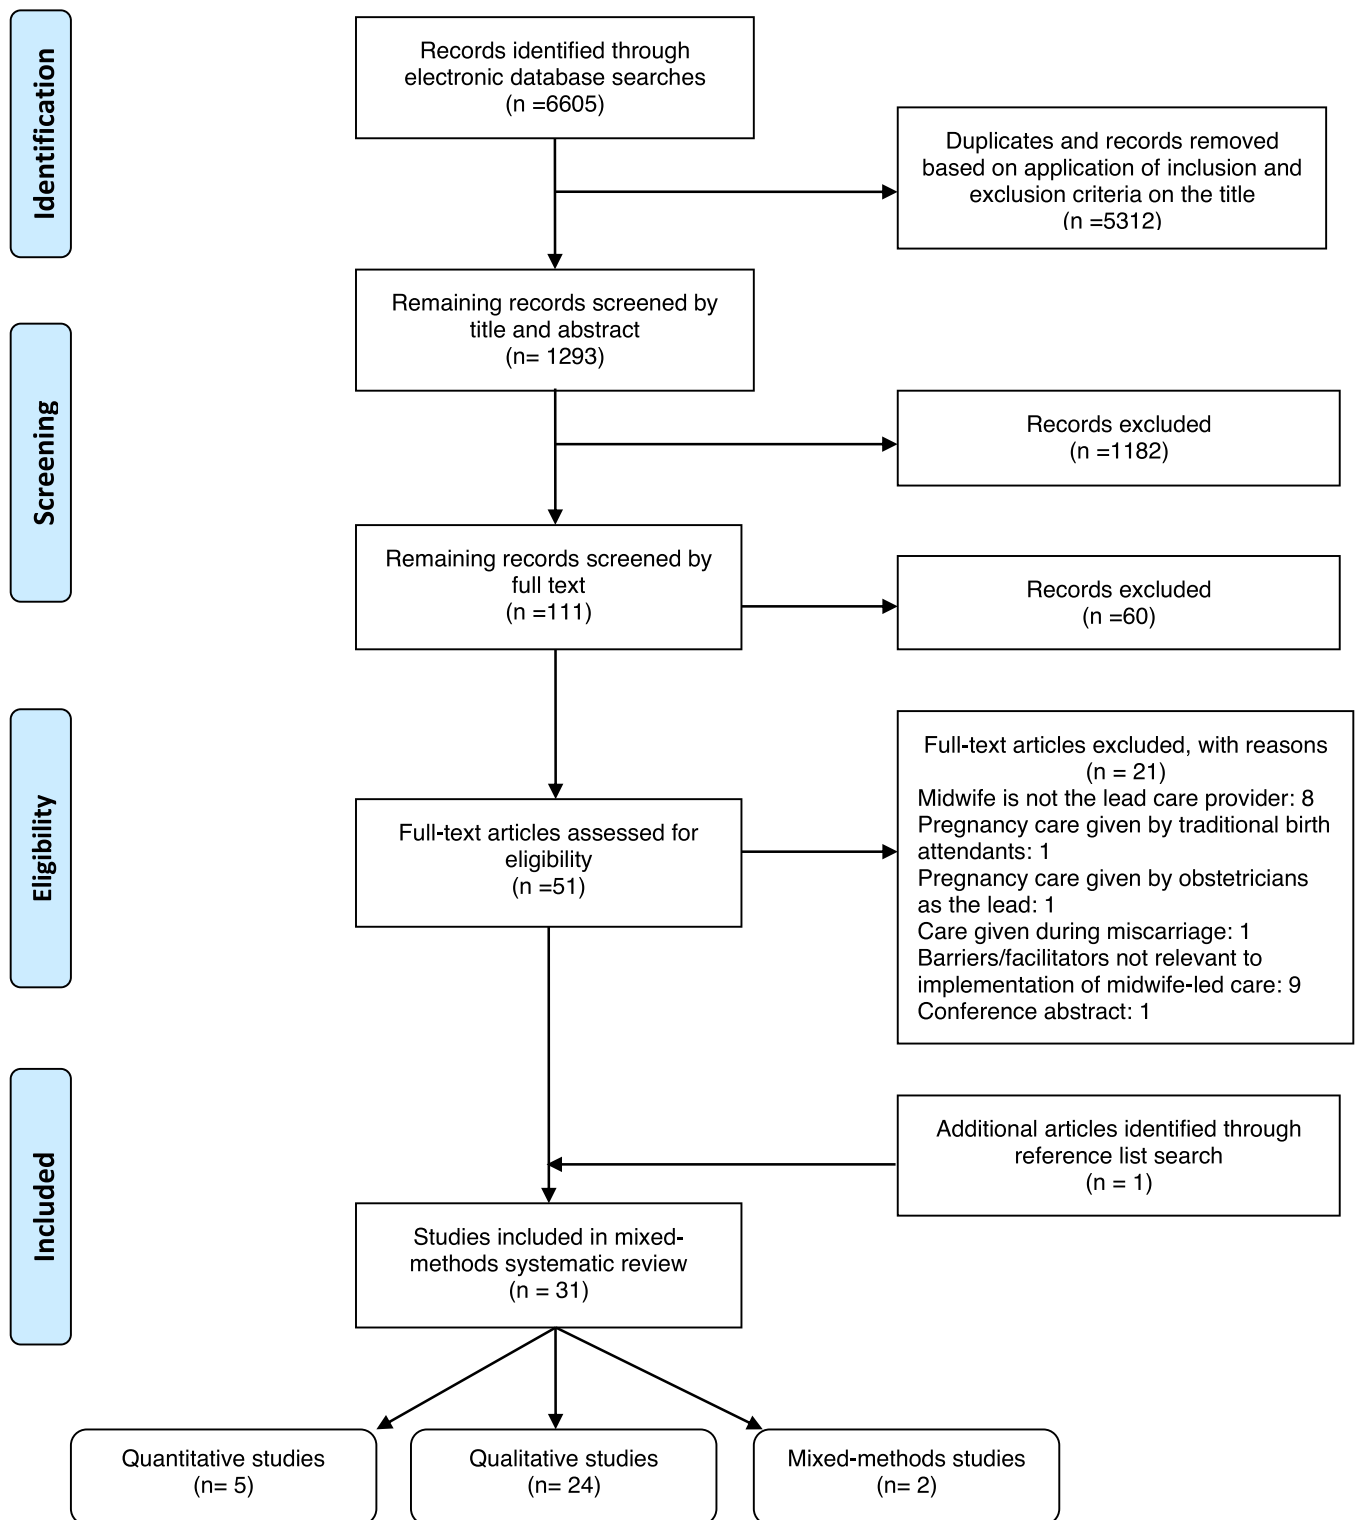 Identification
Records identified through
electronic database searches
(n =6605)
Duplicates and records removed
based on application of inclusion and
exclusion criteria on the title
(n =5312)
Remaining records screened by
title and abstract
(n= 1293)
Screening
Records excluded
(n =1182)
Remaining records screened by
full text
(n =111)
Records excluded
(n =60)
Eligibility
Full-text articles assessed for
eligibility
(n =51)
Full-text articles excluded, with reasons
(n = 21)
Midwife is not the lead care provider: 8
Pregnancy care given by traditional birth
attendants: 1
Pregnancy care given by obstetricians
as the lead: 1
Care given during miscarriage: 1
Barriers/facilitators not relevant to
implementation of midwife-led care: 9
Conference abstract: 1
Included
Additional articles identified through
reference list search
(n = 1)
Studies included in mixed-
methods systematic review
(n = 31)
Quantitative studies
(n= 5)
Qualitative studies
(n= 24)
Mixed-methods studies
(n= 2)